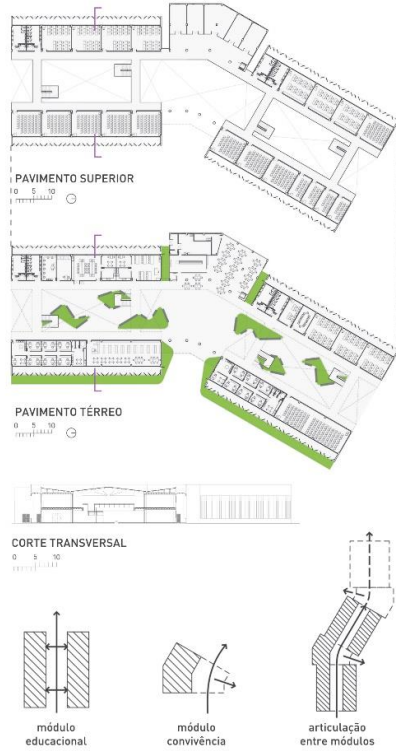 PAVIMENTO SUPERIOR
0 5 10
PAVIMENTO TÉRREO
0 5 10
CORTE TRANSVERSAL
0 5 10
módulo
educacional
módulo
convivência
articulação
entre módulos